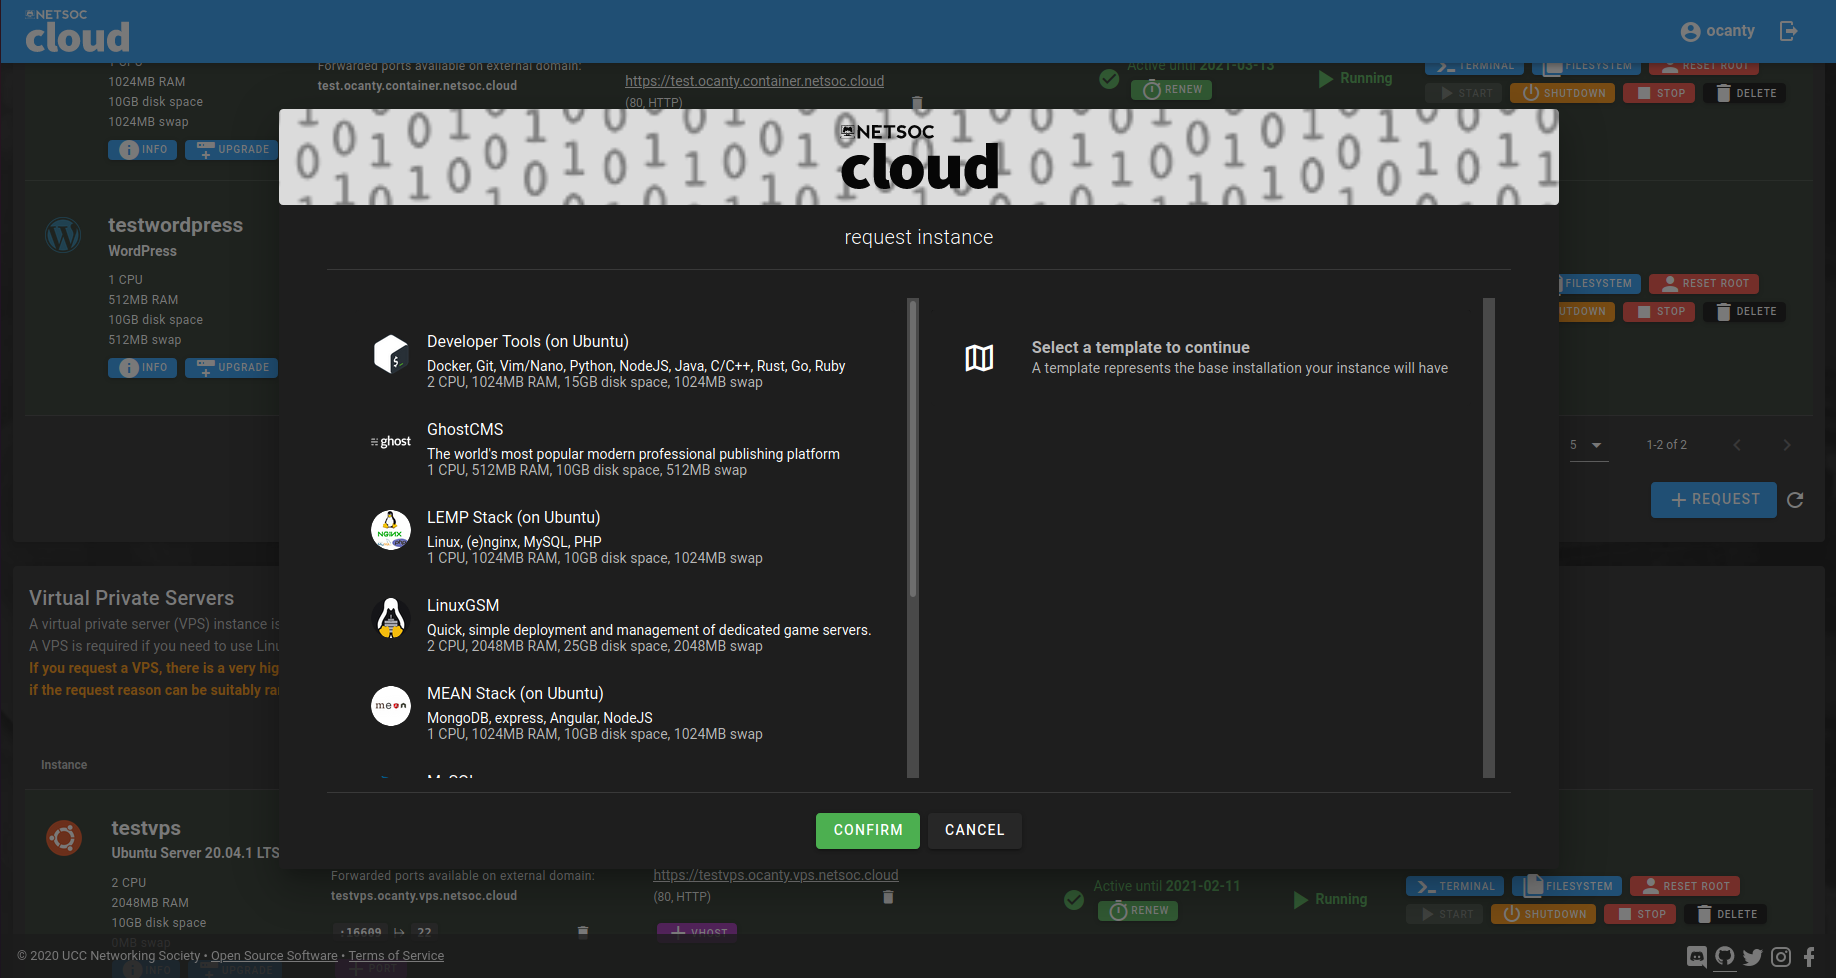 NETSOC
cloud
ocanty
1024MB RAM
10GB disk space
1024MB swap
INFO
UPGRADE
Forwarded ports available on external domain:
test.ocanty.container.netsoc.cloud
https://test.ocanty.container.netsoc.cloud
(80, HTTP)
Active until 2021-03-13
RENEW
Running
TERMINAL
FILESYSTEM
RESET ROOT
START
SHUTDOWN
STOP
DELETE
testwordpress
WordPress
1 CPU
512MB RAM
10GB disk space
512MB swap
INFO
UPGRADE
FILESYSTEM
RESET ROOT
UTDOWN
STOP
DELETE
5
1-2 of 2
REQUEST
NETSOC
cloud
request instance
Developer Tools (on Ubuntu)
Docker, Git, Vim/Nano, Python, NodeJS, Java, C/C++, Rust, Go, Ruby
2 CPU, 1024MB RAM, 15GB disk space, 1024MB swap
ghost
GhostCMS
The world's most popular modern professional publishing platform
1 CPU, 512MB RAM, 10GB disk space, 512MB swap
NGINX
LEMP Stack (on Ubuntu)
Linux, (e)nginx, MySQL, PHP
1 CPU, 1024MB RAM, 10GB disk space, 1024MB swap
LinuxGSM
Quick, simple deployment and management of dedicated game servers.
2 CPU, 2048MB RAM, 25GB disk space, 2048MB swap
mean
MEAN Stack (on Ubuntu)
MongoDB, express, Angular, NodeJS
1 CPU, 1024MB RAM, 10GB disk space, 1024MB swap
Select a template to continue
A template represents the base installation your instance will have
CONFIRM
CANCEL
Virtual Private Servers
A virtual private server (VPS) instance is
A VPS is required if you need to use Linu
If you request a VPS, there is a very hig
if the request reason can be suitably ra
Instance
testvps
Ubuntu Server 20.04.1 LTS
2 CPU
2048MB RAM
10GB disk space
0MB swap
INFO
UPGRADE
Forwarded ports available on external domain:
testvps.ocanty.vps.netsoc.cloud
:16609 22
PORT
https://testvps.ocanty.vps.netsoc.cloud
(80, HTTP)
VHOST
Active until 2021-02-11
RENEW
Running
TERMINAL
FILESYSTEM
RESET ROOT
START
SHUTDOWN
STOP
DELETE
© 2020 UCC Networking Society • Open Source Software • Terms of Service